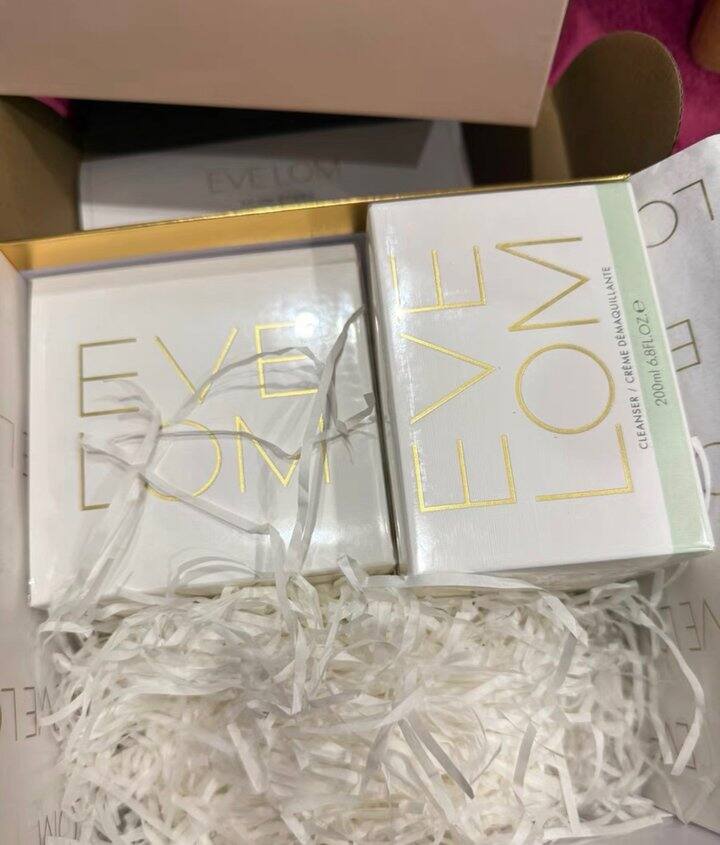 EVE LOM
EVE
LOM
EVE
LOM
CLEANSER / CRÈME DÉMAQUILLANTE
200ml 6.8FL.OZ.℮